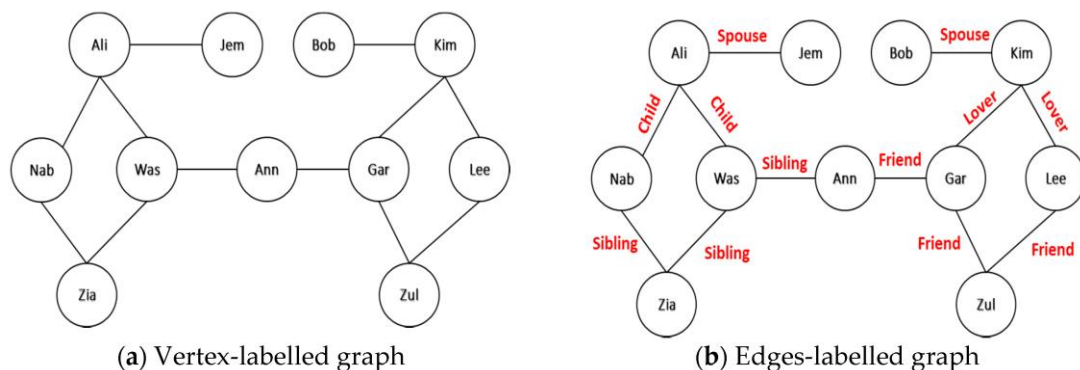 Ali
Jem
Bob
Kim
Nab
Was
Ann
Gar
Lee
Zia
Zul
(a) Vertex-labelled graph
Ali
Spouse
Jem
Bob
Spouse
Kim
Child
Child
Lover
Lover
Nab
Was
Sibling
Ann
Friend
Gar
Lee
Sibling
Sibling
Friend
Friend
Zia
Zul
(b) Edges-labelled graph